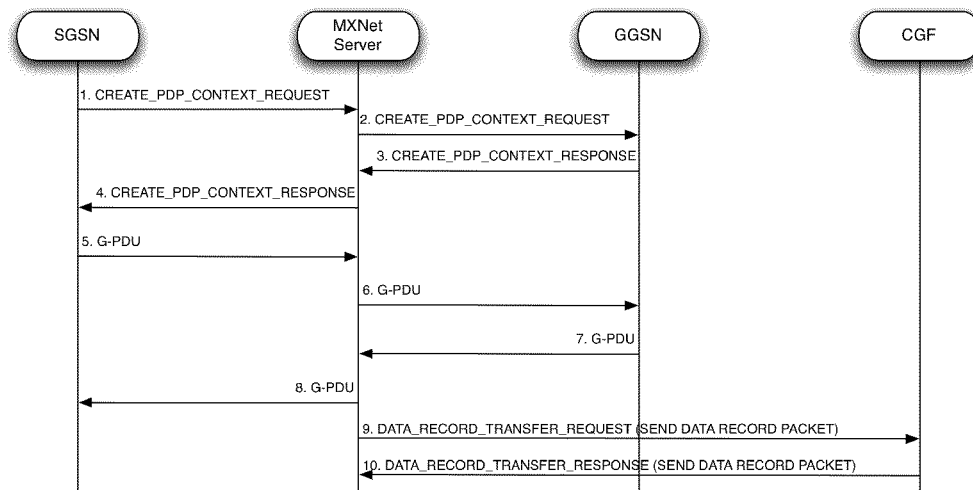 SGSN
MXNet
Server
GGSN
CGF
1. CREATE_PDP_CONTEXT_REQUEST
2. CREATE_PDP_CONTEXT_REQUEST
3. CREATE_PDP_CONTEXT_RESPONSE
4. CREATE_PDP_CONTEXT_RESPONSE
5. G-PDU
6. G-PDU
7. G-PDU
8. G-PDU
9. DATA_RECORD_TRANSFER_REQUEST (SEND DATA RECORD PACKET)
10. DATA_RECORD_TRANSFER_RESPONSE (SEND DATA RECORD PACKET)